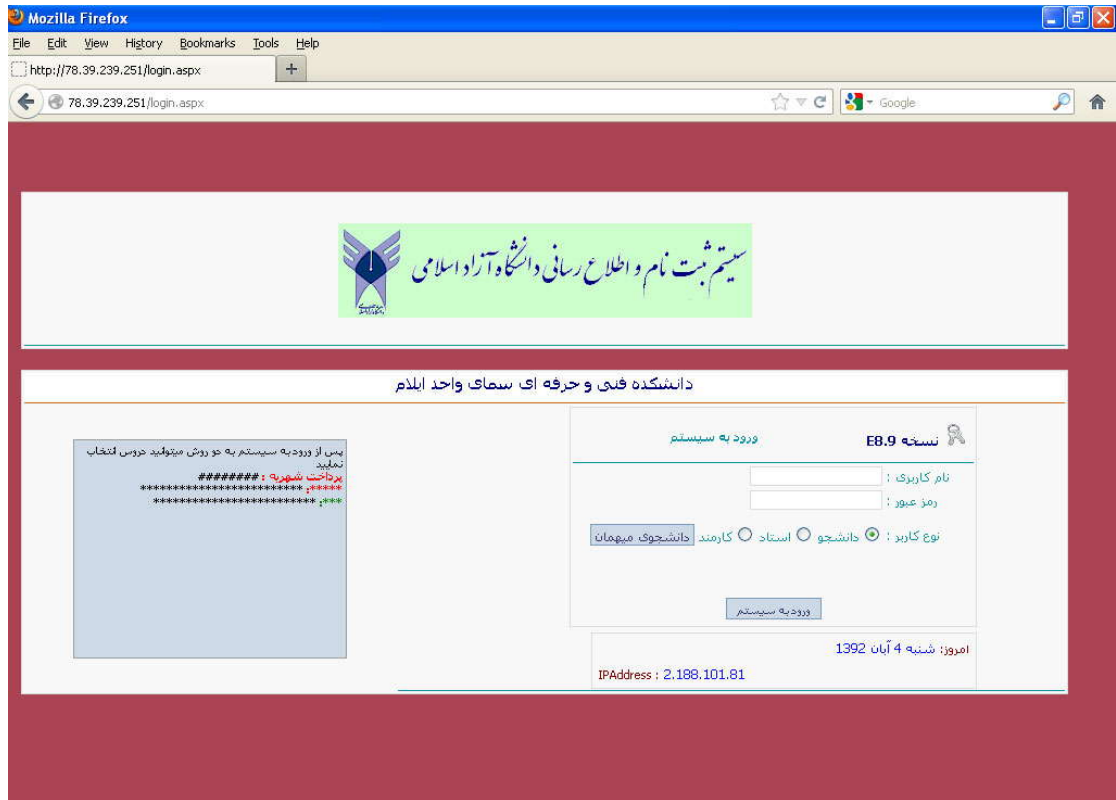 Mozilla Firefox
File Edit View History Bookmarks Tools Help
http://78.39.239.251/login.aspx +
78.39.239.251/login.aspx Google
سیستم ثبت نام و اطلاع رسانی دانشگاه آزاد اسلامی
دانشکده فنی و حرفه ای سمای واحد ایلام
نسخه E8.9 ورود به سیستم
نام کاربری :
رمز عبور :
نوع کاربر : دانشجو استاد کارمند دانشجوی میهمان
ورود به سیستم
امروز: شنبه 4 آبان 1392
IPAddress : 2.188.101.81
پس از ورود به سیستم به دو روش میتوانید دروس انتخاب
نمایید
پرداخت شهریه : ########
*****: *************************
***: *************************